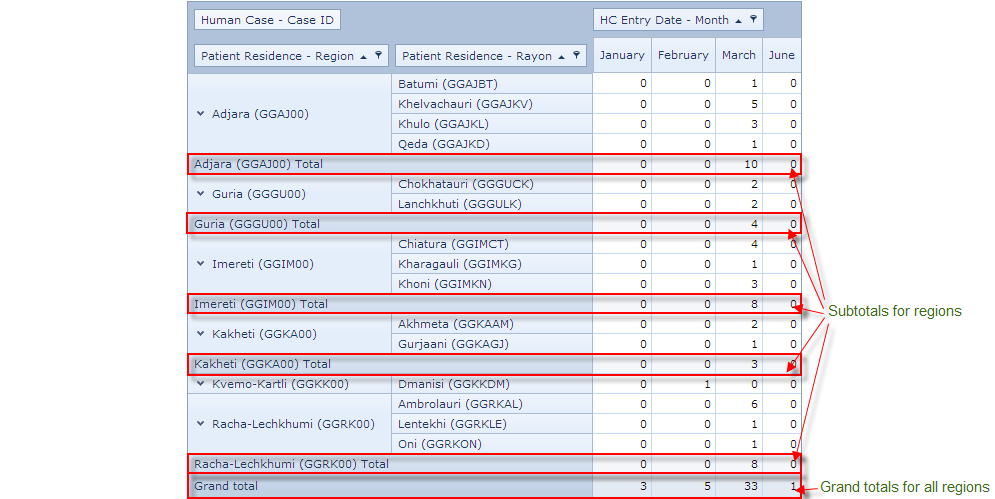 Human Case - Case ID HC Entry Date - Month
Patient Residence - Region Patient Residence - Rayon January February March June
Batumi (GGAJBT) 0 0 1 0
Adjara (GGAJ00) Khelvachauri (GGAJKV) 0 0 5 0
Khulo (GGAJKL) 0 0 3 0
Qeda (GGAJKD) 0 0 1 0
Adjara (GGAJ00) Total 0 0 10 0
Guria (GGGU00) Chokhatauri (GGGUCK) 0 0 2 0
Lanchkhuti (GGGULK) 0 0 2 0
Guria (GGGU00) Total 0 0 4 0
Chiatura (GGIMCT) 0 0 4 0
Imereti (GGIM00) Kharagauli (GGIMKG) 0 0 1 0
Khoni (GGIMKN) 0 0 3 0
Imereti (GGIM00) Total 0 0 8 0
Subtotals for regions
Kakheti (GGKA00) Akhmeta (GGKAAM) 0 0 2 0
Gurjaani (GGKAGJ) 0 0 1 0
Kakheti (GGKA00) Total 0 0 3 0
Kvemo-Kartli (GGKK00) Dmanisi (GGKKDM) 0 1 0 0
Ambrolauri (GGRKAL) 0 0 6 0
Racha-Lechkhumi (GGRK00) Lentekhi (GGRKLE) 0 0 1 0
Oni (GGRKON) 0 0 1 0
Racha-Lechkhumi (GGRK00) Total 0 0 8 0
Grand total 3 5 33 1 Grand totals for all regions